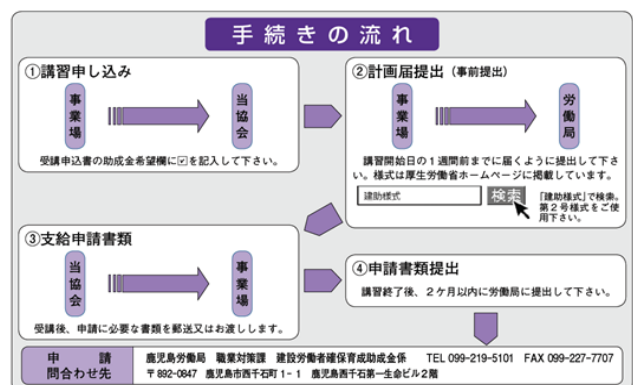 手続きの流れ
①講習申し込み
事業場
当協会
受講申込書の助成金希望欄に☑を記入して下さい。
②計画届提出（事前提出）
事業場
労働局
講習開始日の１週間前までに届くように提出して下さ
い。様式は厚生労働省ホームページに掲載しています。
建助様式
検索
「建助様式」で検索。
第２号様式をご使
用下さい。
③支給申請書類
当協会
事業場
受講後、申請に必要な書類を郵送又はお渡しします。
④申請書類提出
講習終了後、２ケ月以内に労働局に提出して下さい。
申　請
問合わせ先
鹿児島労働局　職業対策課　建設労働者確保育成助成金係　TEL 099-219-5101　FAX 099-227-7707
〒892-0847　鹿児島市西千石町１-１　鹿児島西千石第一生命ビル２階